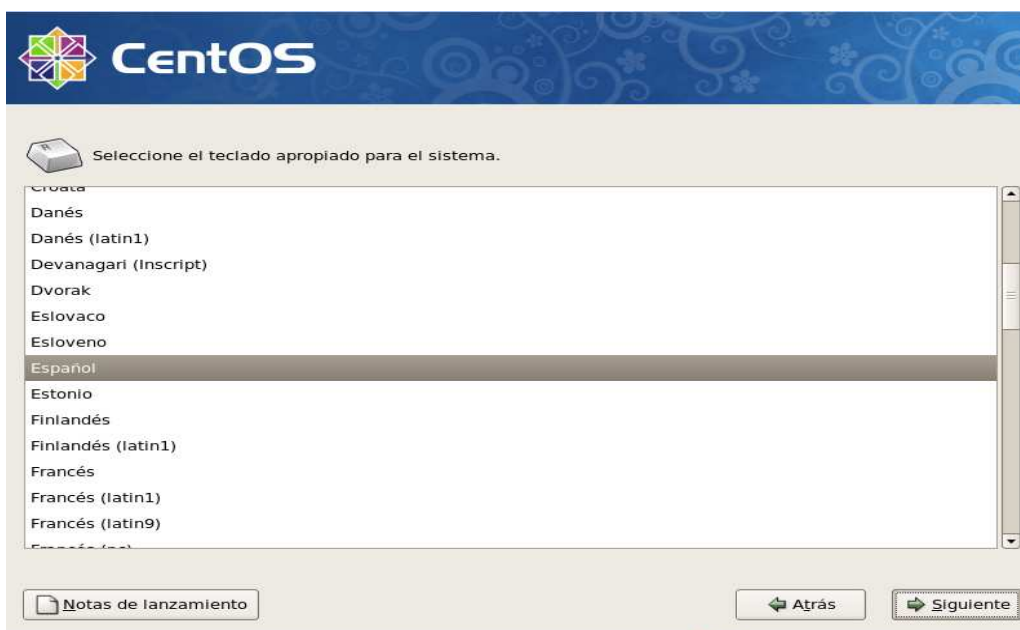 CentOS
Seleccione el teclado apropiado para el sistema.
Croata
Danés
Danés (latin1)
Devanagari (Inscript)
Dvorak
Eslovaco
Esloveno
Español
Estonio
Finlandés
Finlandés (latin1)
Francés
Francés (latin1)
Francés (latin9)
Notas de lanzamiento
Atrás
Siguiente